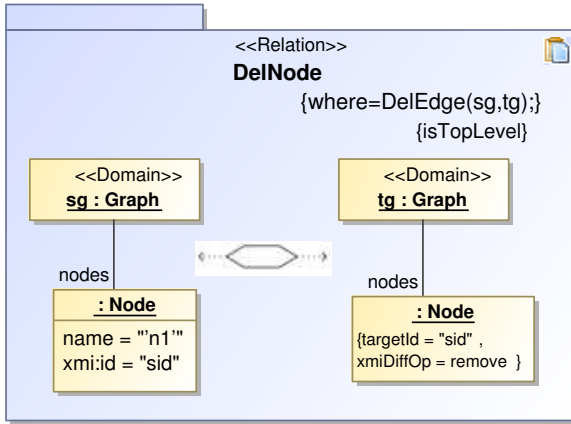 <<Relation>>
DelNode
{where=DelEdge(sg,tg);}
{isTopLevel}
<<Domain>>
sg : Graph
nodes
: Node
name = "'n1'"
xmi:id = "sid"
<<Domain>>
tg : Graph
nodes
: Node
{targetId = "sid" ,
xmiDiffOp = remove }